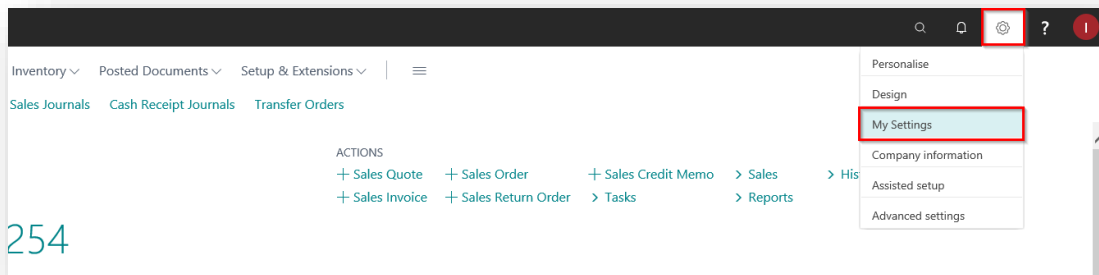 ?
I
Inventory Posted Documents Setup & Extensions
Sales Journals Cash Receipt Journals Transfer Orders
Personalise
Design
My Settings
Company information
Assisted setup
Advanced settings
ACTIONS
+ Sales Quote + Sales Order + Sales Credit Memo > Sales > His
+ Sales Invoice + Sales Return Order > Tasks > Reports
254